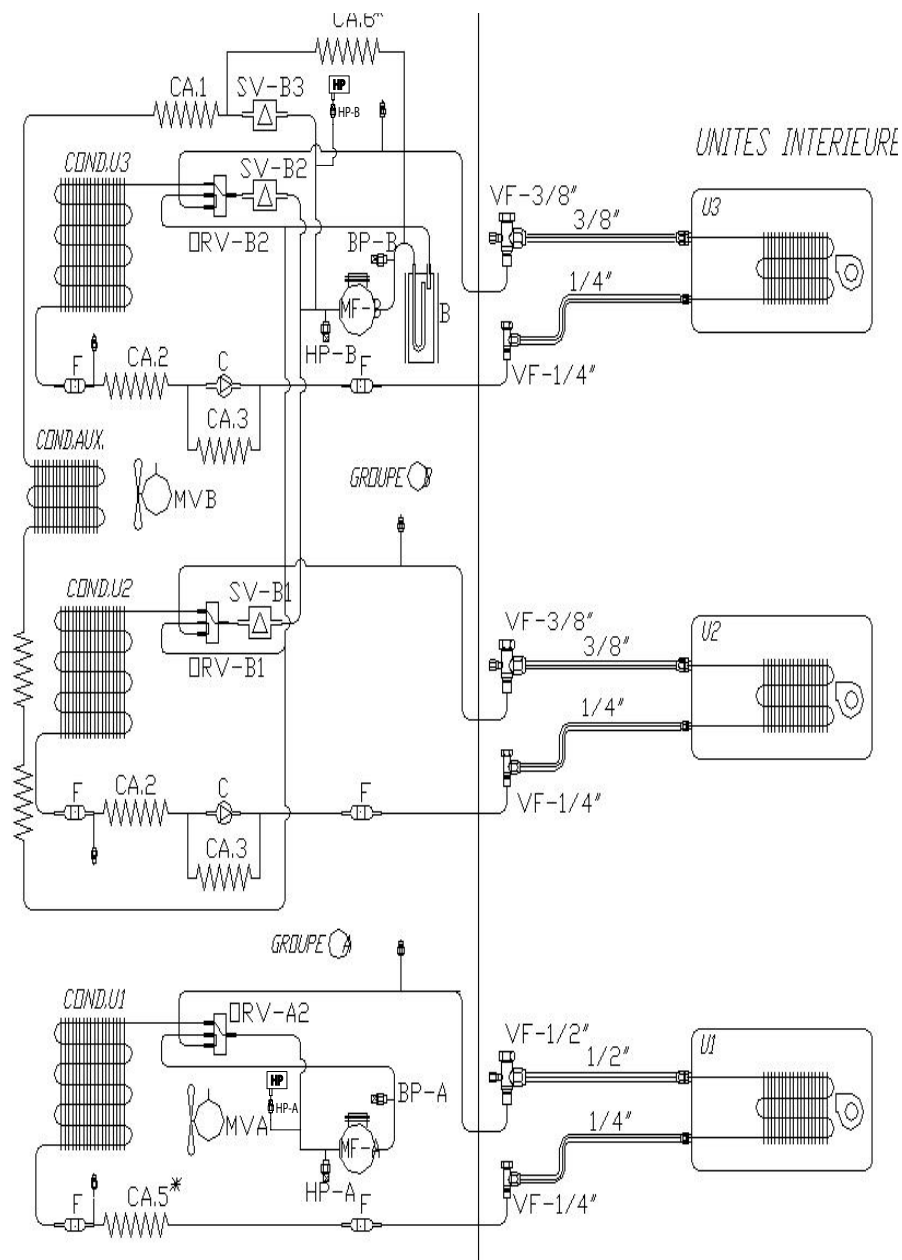 CA.6*
CA.1
SV-B3
HP
HP-B
UNITES INTERIEURE
COND.U3
SV-B2
VF-3/8"
3/8"
U3
ORV-B2
BP-B
1/4"
MF-B
B
HP-B
F
CA.2
C
F
VF-1/4"
CA.3
COND.AUX.
GROUPE B
MVB
COND.U2
SV-B1
VF-3/8"
3/8"
U2
ORV-B1
1/4"
F
CA.2
C
F
VF-1/4"
CA.3
GROUPE A
COND.U1
ORV-A2
VF-1/2"
1/2"
U1
HP
HP-A
BP-A
MVA
1/4"
MF-A
HP-A
F
CA.5*
F
VF-1/4"